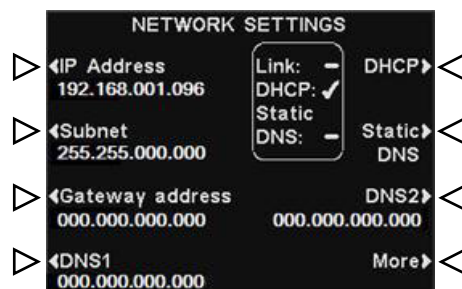 NETWORK SETTINGS
IP Address
192.168.001.096
Link: –
DHCP: ✓
Static
DNS: –
DHCP
Subnet
255.255.000.000
Static
DNS
Gateway address
000.000.000.000
DNS2
000.000.000.000
DNS1
000.000.000.000
More